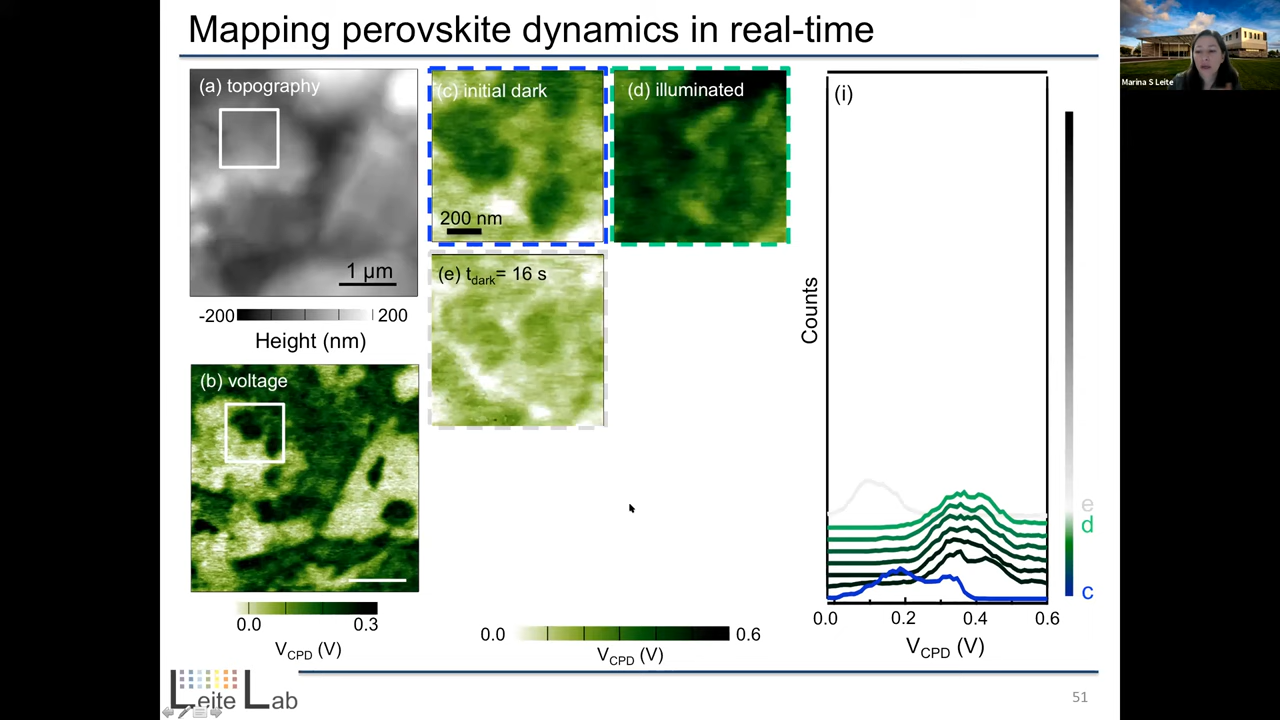 Mapping perovskite dynamics in real-time
Marina S Leite
(a) topography
1 µm
-200 200
Height (nm)
(b) voltage
0.0 0.3
VCPD (V)
(c) initial dark
200 nm
(d) illuminated
(e) tdark= 16 s
0.0 0.6
VCPD (V)
(i)
Counts
e
d
c
0.0 0.2 0.4 0.6
VCPD (V)
Leite Lab
51